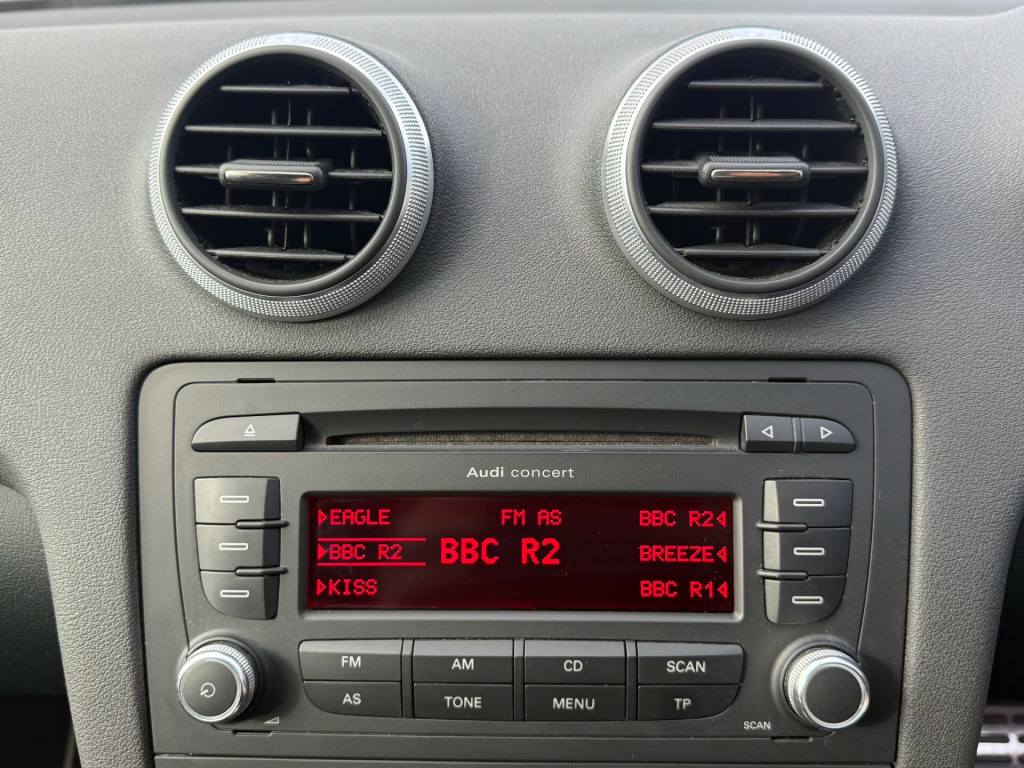 Audi concert
EAGLE FM AS BBC R2
BBC R2 BBC R2 BREEZE
KISS BBC R1
FM AM CD SCAN
AS TONE MENU TP
SCAN